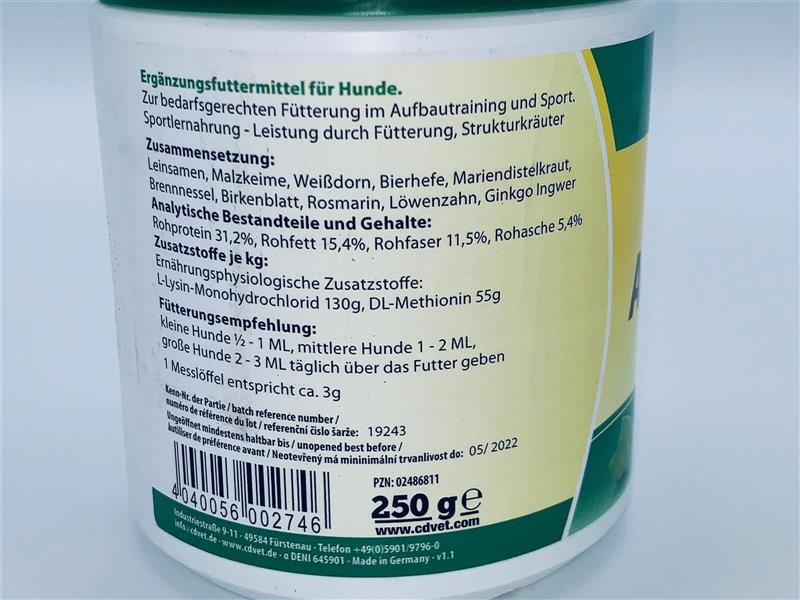 Ergänzungsfuttermittel für Hunde.
Zur bedarfsgerechten Fütterung im Aufbautraining und Sport.
Sportlernahrung - Leistung durch Fütterung, Strukturkräuter
Zusammensetzung:
Leinsamen, Malzkeime, Weißdorn, Bierhefe, Mariendistelkraut,
Brennnessel, Birkenblatt, Rosmarin, Löwenzahn, Ginkgo Ingwer
Analytische Bestandteile und Gehalte:
Rohprotein 31,2%, Rohfett 15,4%, Rohfaser 11,5%, Rohasche 5,4%
Zusatzstoffe je kg:
Ernährungsphysiologische Zusatzstoffe:
L-Lysin-Monohydrochlorid 130g, DL-Methionin 55g
Fütterungsempfehlung:
kleine Hunde ½ - 1 ML, mittlere Hunde 1 - 2 ML,
große Hunde 2 - 3 ML täglich über das Futter geben
1 Messlöffel entspricht ca. 3g
Kenn-Nr. der Partie / batch reference number /
numéro de référence du lot / referenční číslo šarže: 19243
Ungeöffnet mindestens haltbar bis / unopened best before /
àutiliser de préférence avant / Neotevřený má mininimální trvanlivost do: 05/ 2022
PZN: 02486811
4 040056 002746
250 g e
www.cdvet.com
Industriestraße 9-11 · 49584 Fürstenau · Telefon +49(0)5901/9796-0
info@cdvet.de · www.cdvet.de · α DENI 645901 · Made in Germany · v1.1
A